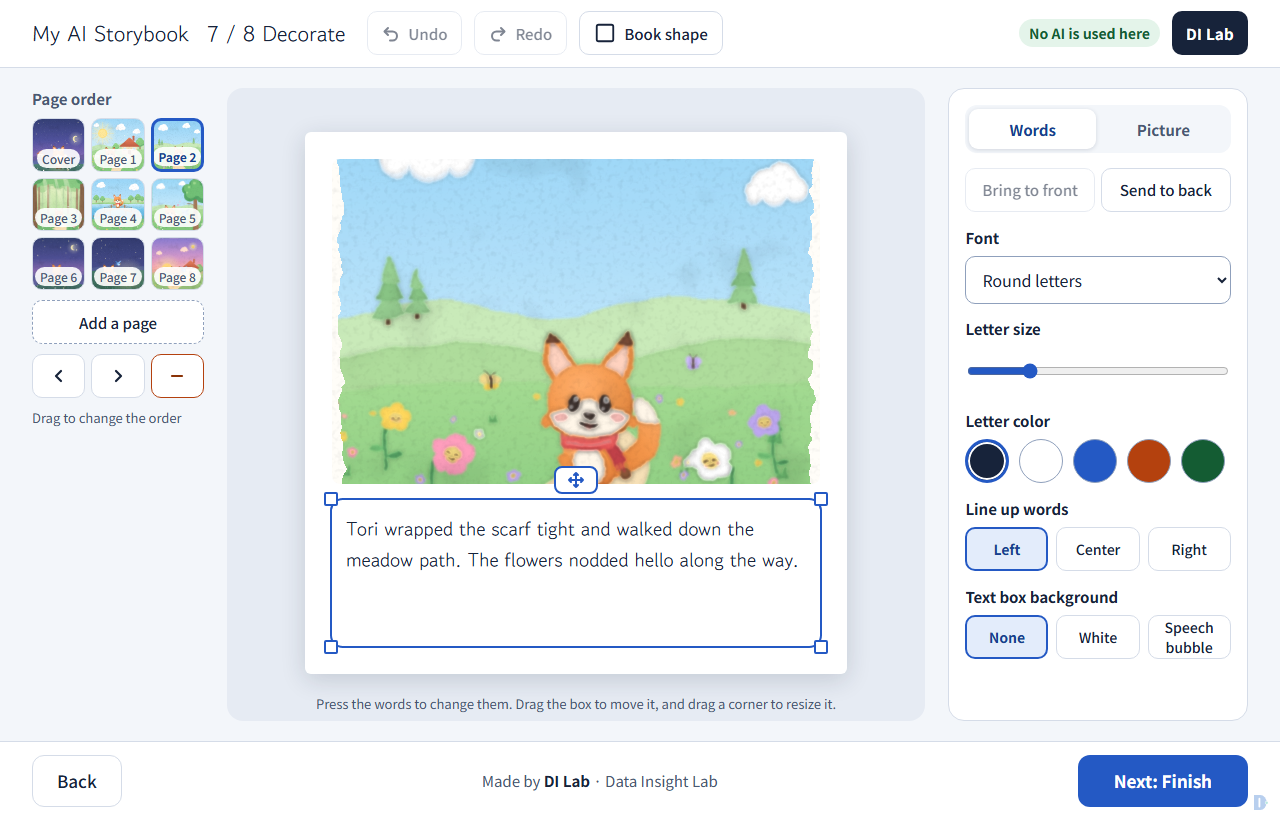 My AI Storybook 7 / 8 Decorate Undo Redo Book shape No AI is used here DI Lab
Page order
Cover Page 1 Page 2
Page 3 Page 4 Page 5
Page 6 Page 7 Page 8
Add a page
Drag to change the order
Tori wrapped the scarf tight and walked down the
meadow path. The flowers nodded hello along the way.
Press the words to change them. Drag the box to move it, and drag a corner to resize it.
Words Picture
Bring to front Send to back
Font
Round letters
Letter size
Letter color
Line up words
Left Center Right
Text box background
None White Speech bubble
Back Made by DI Lab · Data Insight Lab Next: Finish